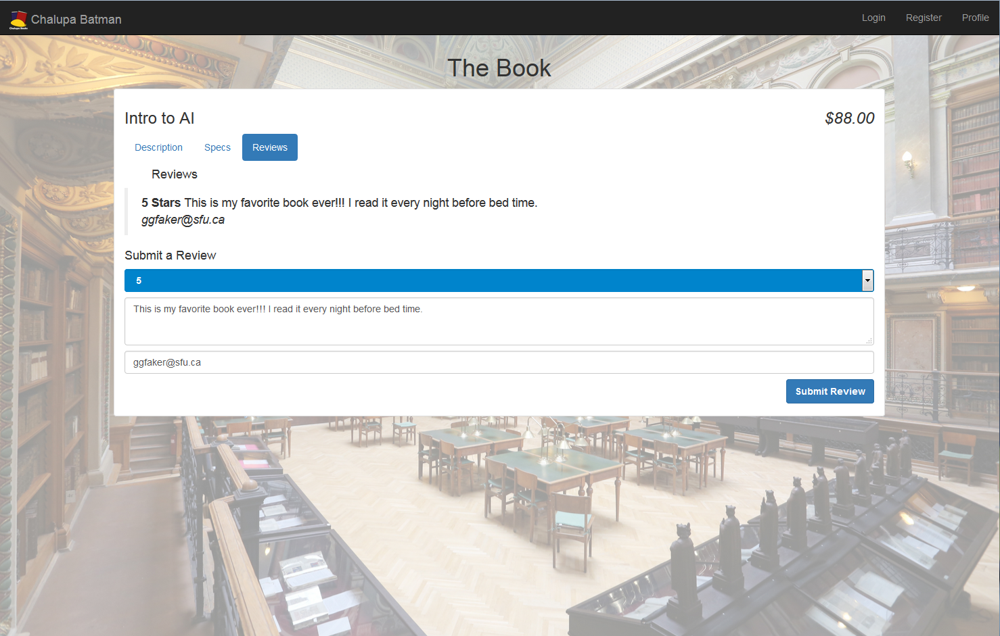 Chalupa Batman
Login Register Profile
The Book
Intro to AI
$88.00
Description Specs Reviews
Reviews
5 Stars This is my favorite book ever!!! I read it every night before bed time.
ggfaker@sfu.ca
Submit a Review
5
This is my favorite book ever!!! I read it every night before bed time.
ggfaker@sfu.ca
Submit Review